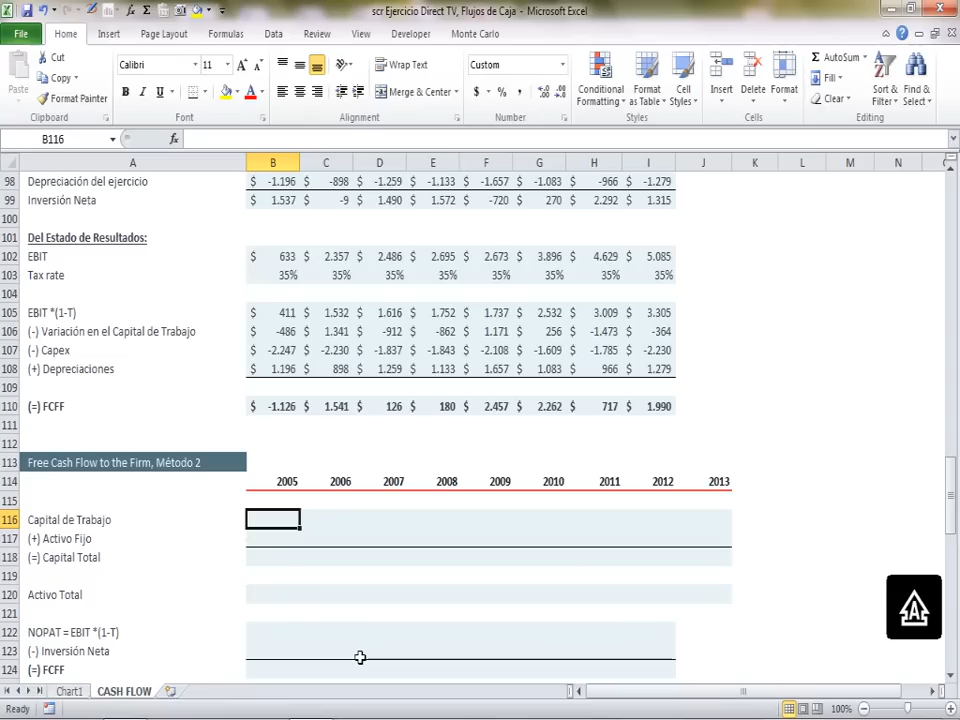 scr Ejercicio Direct TV, Flujos de Caja - Microsoft Excel
File Home Insert Page Layout Formulas Data Review View Developer Monte Carlo
Cut Calibri 11 Wrap Text Custom AutoSum
Copy Fill
Paste Format Painter Merge & Center Conditional Formatting Format as Table Cell Styles Insert Delete Format Clear Sort & Filter Find & Select
Clipboard Font Alignment Number Styles Cells Editing
B116 fx
A B C D E F G H I J K L M N
98 Depreciación del ejercicio $ -1.196 $ -898 $ -1.259 $ -1.133 $ -1.657 $ -1.083 $ -966 $ -1.279
99 Inversión Neta $ 1.537 $ -9 $ 1.490 $ 1.572 $ -720 $ 270 $ 2.292 $ 1.315
100
101 Del Estado de Resultados:
102 EBIT $ 633 $ 2.357 $ 2.486 $ 2.695 $ 2.673 $ 3.896 $ 4.629 $ 5.085
103 Tax rate 35% 35% 35% 35% 35% 35% 35% 35%
104
105 EBIT *(1-T) $ 411 $ 1.532 $ 1.616 $ 1.752 $ 1.737 $ 2.532 $ 3.009 $ 3.305
106 (-) Variación en el Capital de Trabajo $ -486 $ 1.341 $ -912 $ -862 $ 1.171 $ 256 $ -1.473 $ -364
107 (-) Capex $ -2.247 $ -2.230 $ -1.837 $ -1.843 $ -2.108 $ -1.609 $ -1.785 $ -2.230
108 (+) Depreciaciones $ 1.196 $ 898 $ 1.259 $ 1.133 $ 1.657 $ 1.083 $ 966 $ 1.279
109
110 (=) FCFF $ -1.126 $ 1.541 $ 126 $ 180 $ 2.457 $ 2.262 $ 717 $ 1.990
111
112
113 Free Cash Flow to the Firm, Método 2
114 2005 2006 2007 2008 2009 2010 2011 2012 2013
115
116 Capital de Trabajo
117 (+) Activo Fijo
118 (=) Capital Total
119
120 Activo Total
121
122 NOPAT = EBIT *(1-T)
123 (-) Inversión Neta
124 (=) FCFF
Chart1 CASH FLOW
Ready 100%